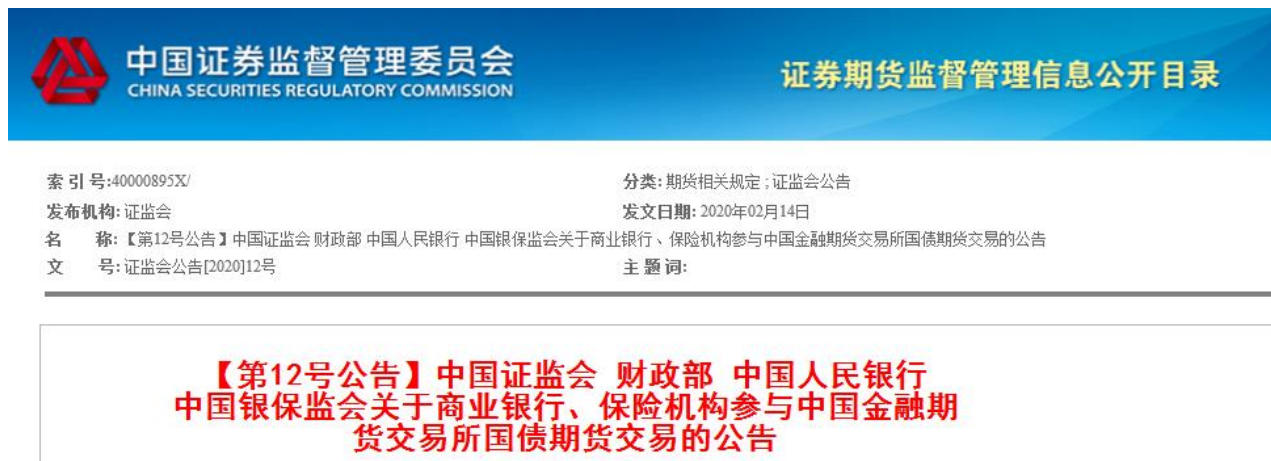 中国证券监督管理委员会
CHINA SECURITIES REGULATORY COMMISSION
证券期货监督管理信息公开目录
索 引 号:40000895X/
分类: 期货相关规定 ; 证监会公告
发布机构: 证监会
发文日期: 2020年02月14日
名 称: 【第12号公告】中国证监会 财政部 中国人民银行 中国银保监会关于商业银行、保险机构参与中国金融期货交易所国债期货交易的公告
文 号: 证监会公告[2020]12号
主 题 词:
【第12号公告】中国证监会 财政部 中国人民银行
中国银保监会关于商业银行、保险机构参与中国金融期
货交易所国债期货交易的公告